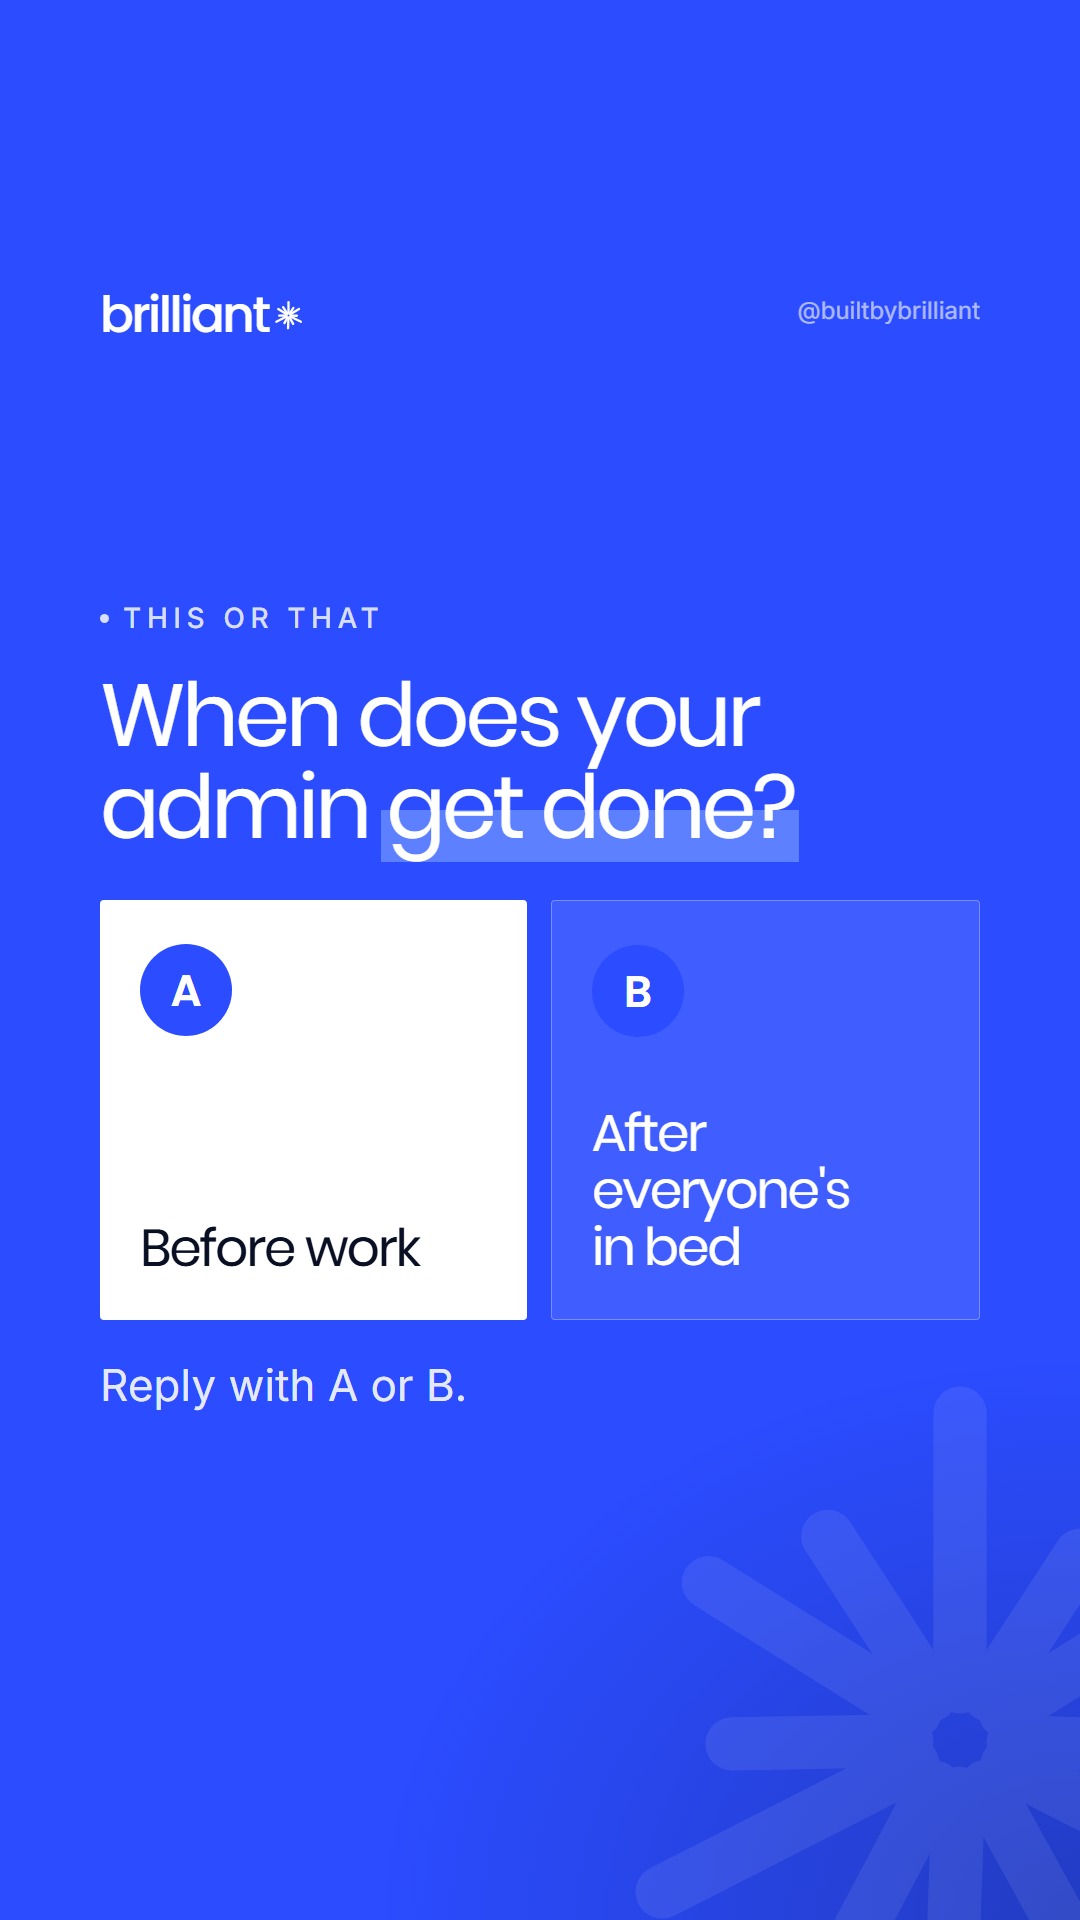 brilliant
@builtbybrilliant
THIS OR THAT
When does your
admin get done?
A
Before work
B
After
everyone's
in bed
Reply with A or B.